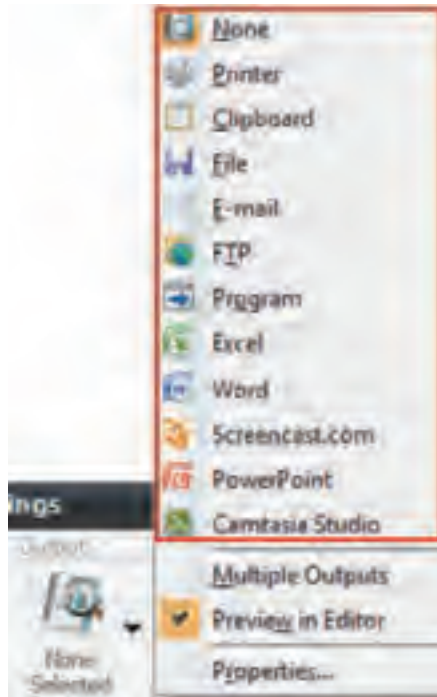 None
Printer
Clipboard
File
E-mail
FTP
Program
Excel
Word
Screencast.com
PowerPoint
Camtasia Studio
ings
Output
Multiple Outputs
Preview in Editor
None
Selected
Properties...